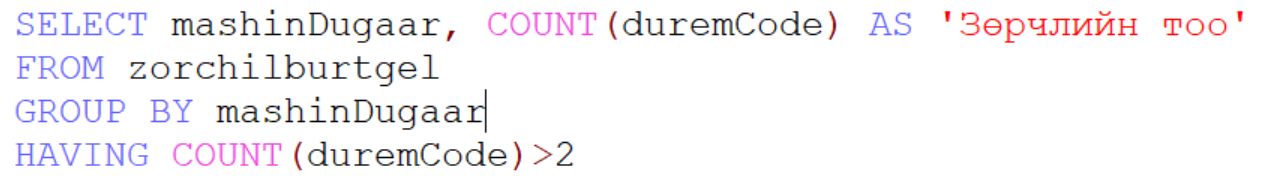 SELECT mashinDugaar, COUNT(duremCode) AS 'Зөрчлийн тоо'
FROM zorchilburtgel
GROUP BY mashinDugaar
HAVING COUNT(duremCode)>2